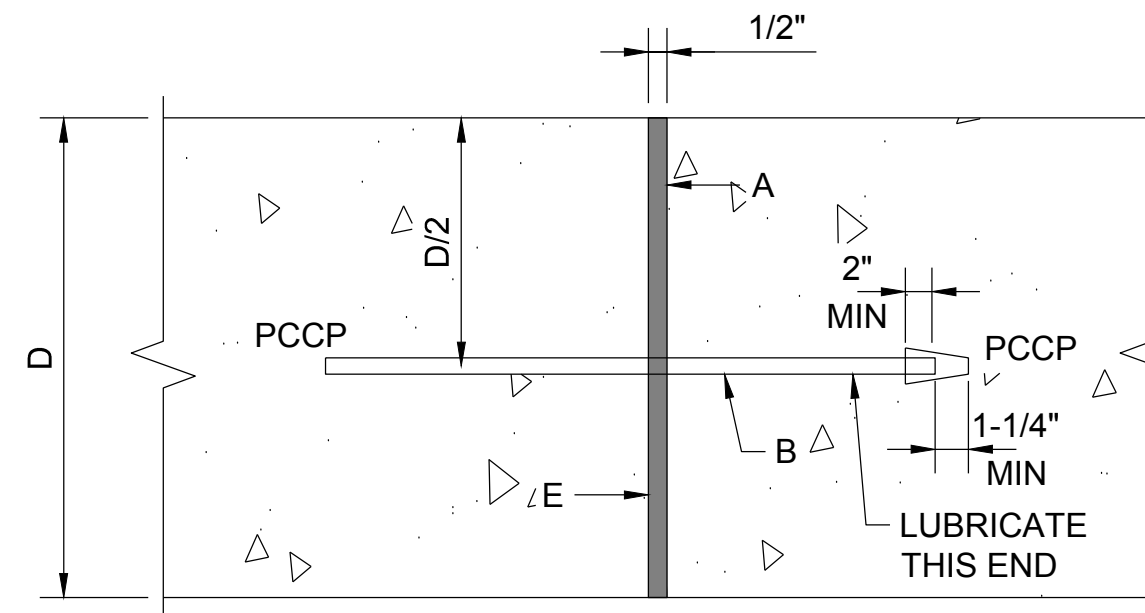 1/2"
A
D/2
2"
MIN
PCCP
PCCP
D
1-1/4"
MIN
B
E
LUBRICATE
THIS END